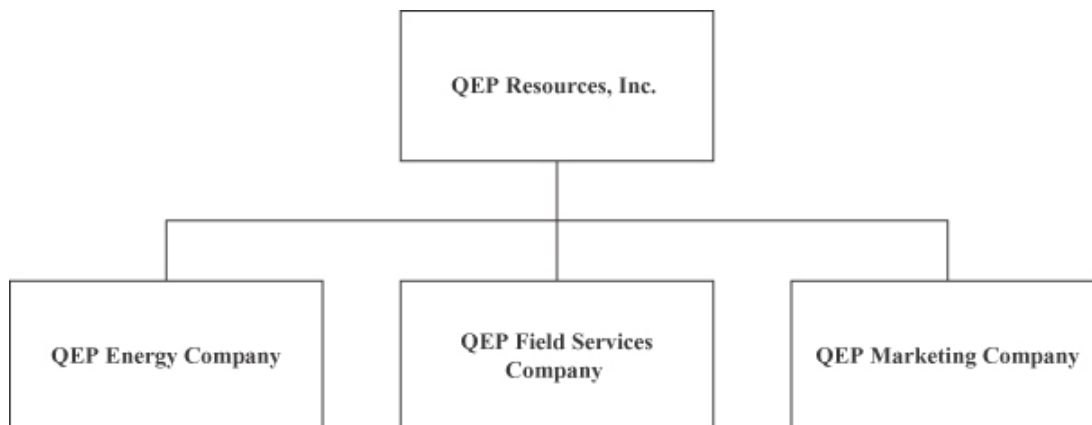 QEP Resources, Inc.
QEP Energy Company
QEP Field Services
Company
QEP Marketing Company